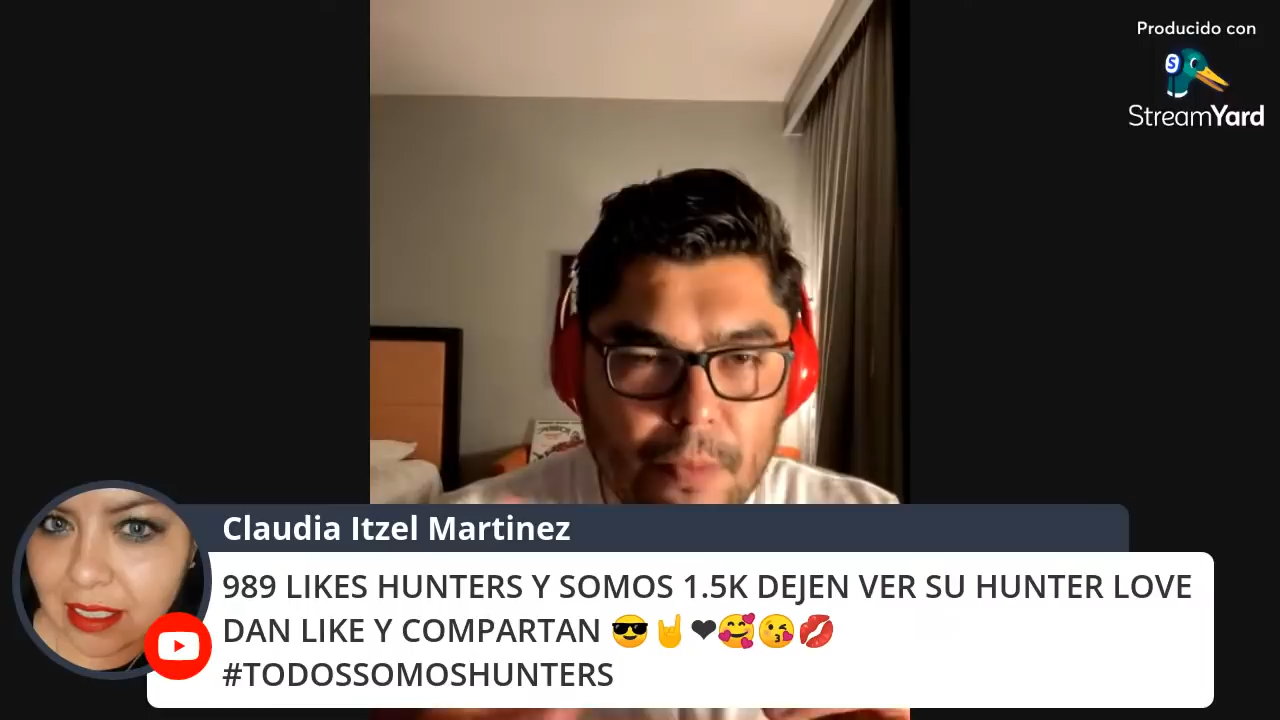 Producido con
StreamYard
Claudia Itzel Martinez
989 LIKES HUNTERS Y SOMOS 1.5K DEJEN VER SU HUNTER LOVE
DAN LIKE Y COMPARTAN 😎🤘❤🥰😘💋
#TODOSSOMOSHUNTERS